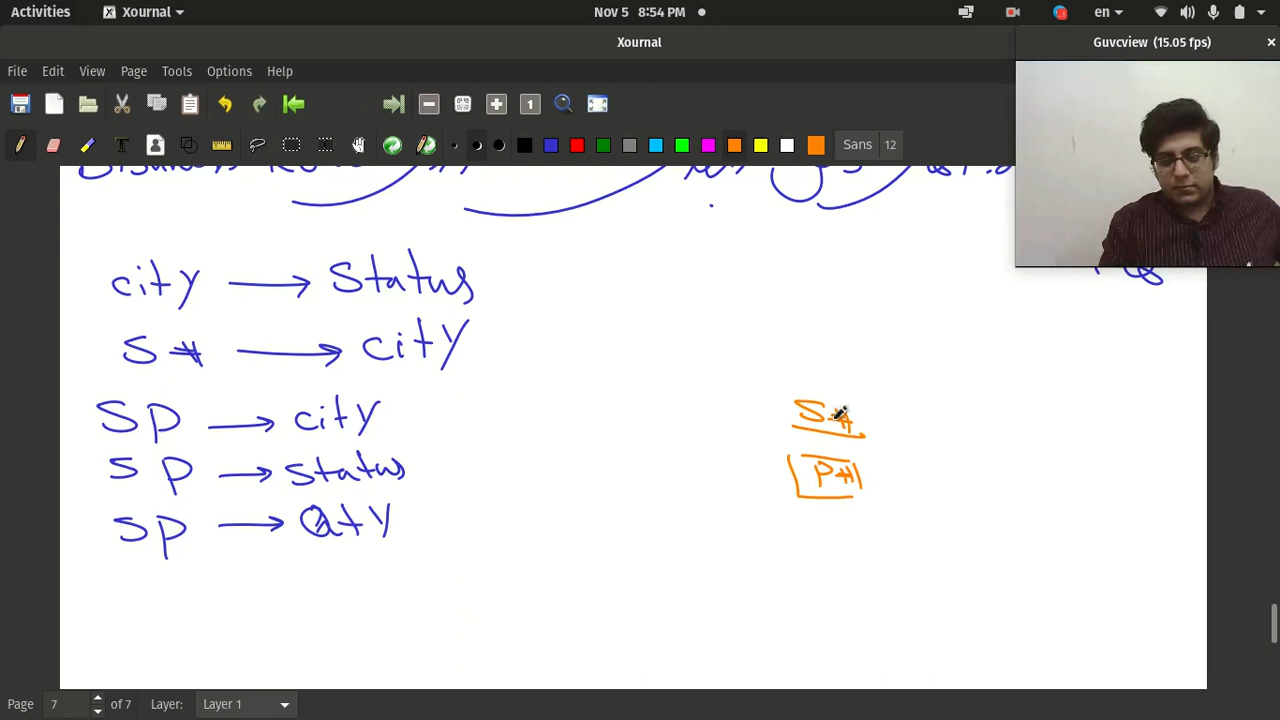 Activities Xournal Nov 5 8:54 PM en
Xournal
Guvcview (15.05 fps)
File Edit View Page Tools Options Help
Sans 12
city → Status
S# → city
SP → city
SP → status
SP → Qty
S#
P#
Page 7 of 7 Layer: Layer 1